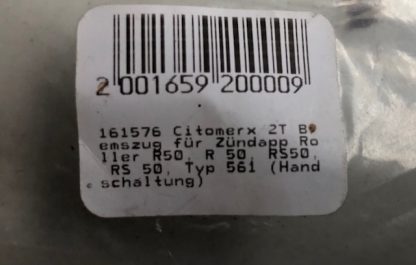 2 001659 200009
161576 Citomerx 2T Br
emszug für Zündapp Ro
ller R50, R 50, RS50,
RS 50, Typ 561 (Hand
schaltung)